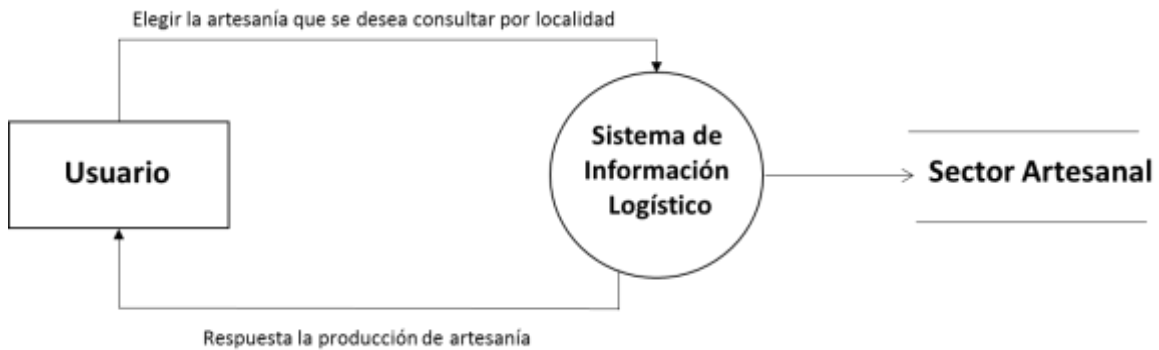 Elegir la artesanía que se desea consultar por localidad
Usuario
Sistema de
Información
Logístico
Sector Artesanal
Respuesta la producción de artesanía